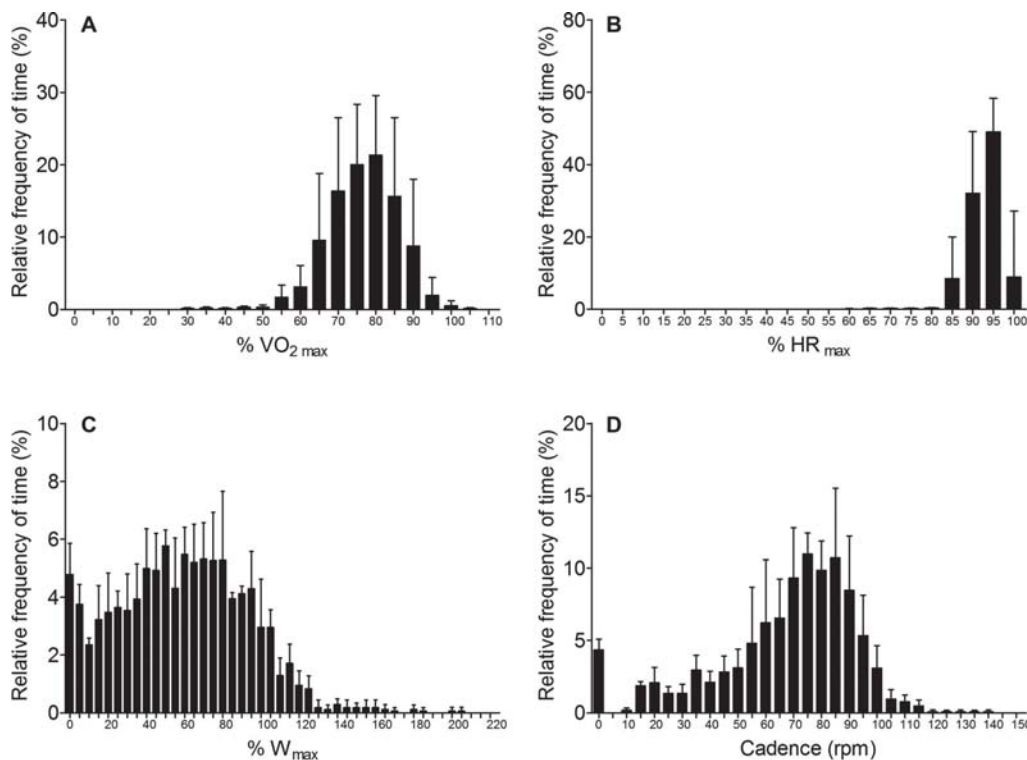 A
Relative frequency of time (%)
40
30
20
10
0
0 10 20 30 40 50 60 70 80 90 100 110
% VO2 max
B
Relative frequency of time (%)
80
60
40
20
0
0 5 10 15 20 25 30 35 40 45 50 55 60 65 70 75 80 85 90 95 100
% HR max
C
Relative frequency of time (%)
10
8
6
4
2
0
0 20 40 60 80 100 120 140 160 180 200 220
% Wmax
D
Relative frequency of time (%)
20
15
10
5
0
0 10 20 30 40 50 60 70 80 90 100 110 120 130 140 150
Cadence (rpm)